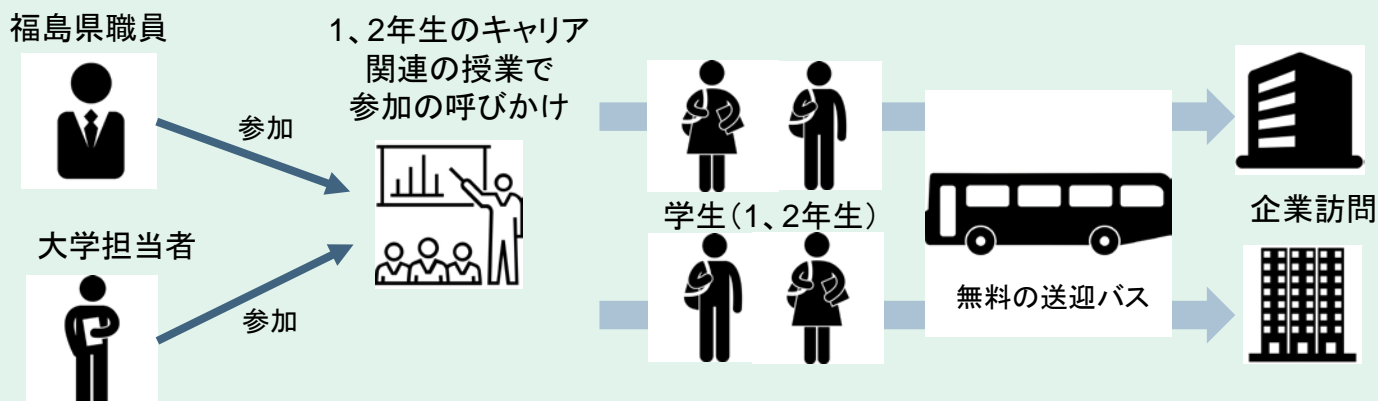 福島県職員
1、2年生のキャリア
関連の授業で
参加の呼びかけ
参加
大学担当者
参加
学生（1、2年生）
無料の送迎バス
企業訪問